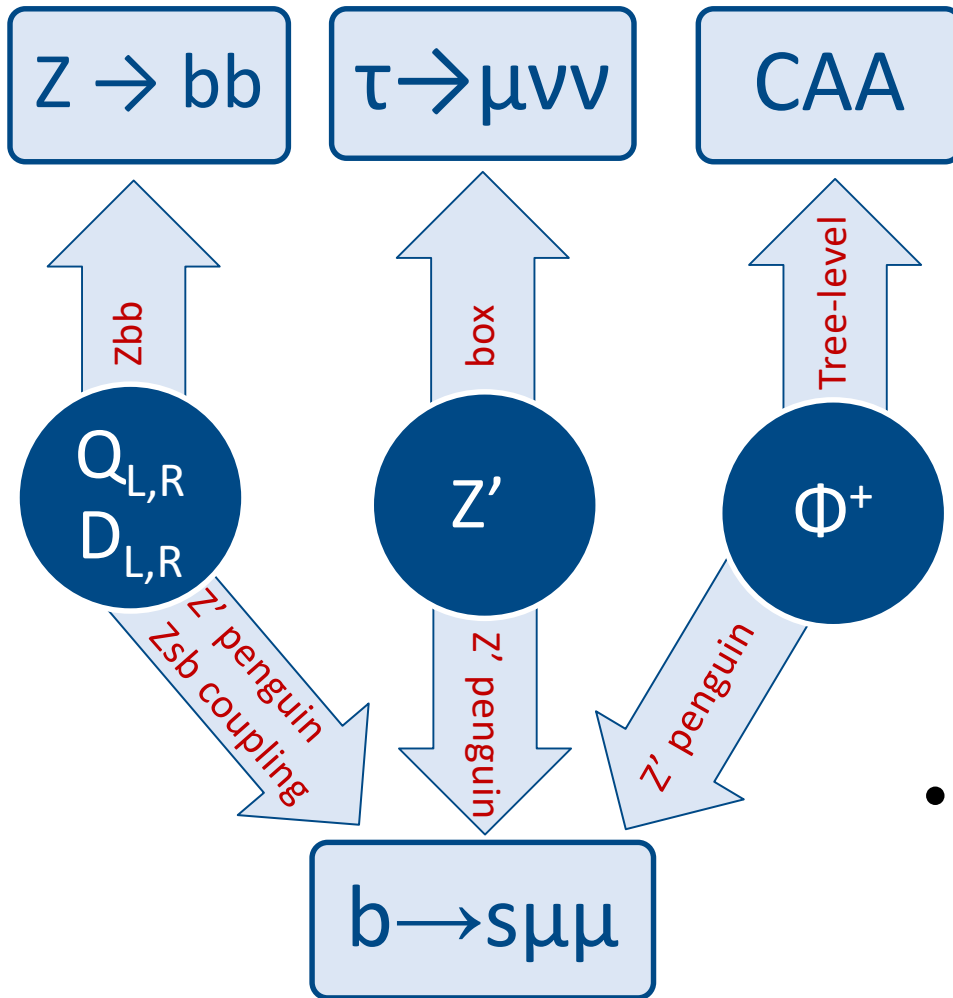 Z → bb
τ→μνν
CAA
Zbb
box
Tree-level
Q_L,R
D_L,R
Z’
Φ⁺
Z’ penguin
Zsb coupling
Z’ penguin
Z’ penguin
•
b→sμμ